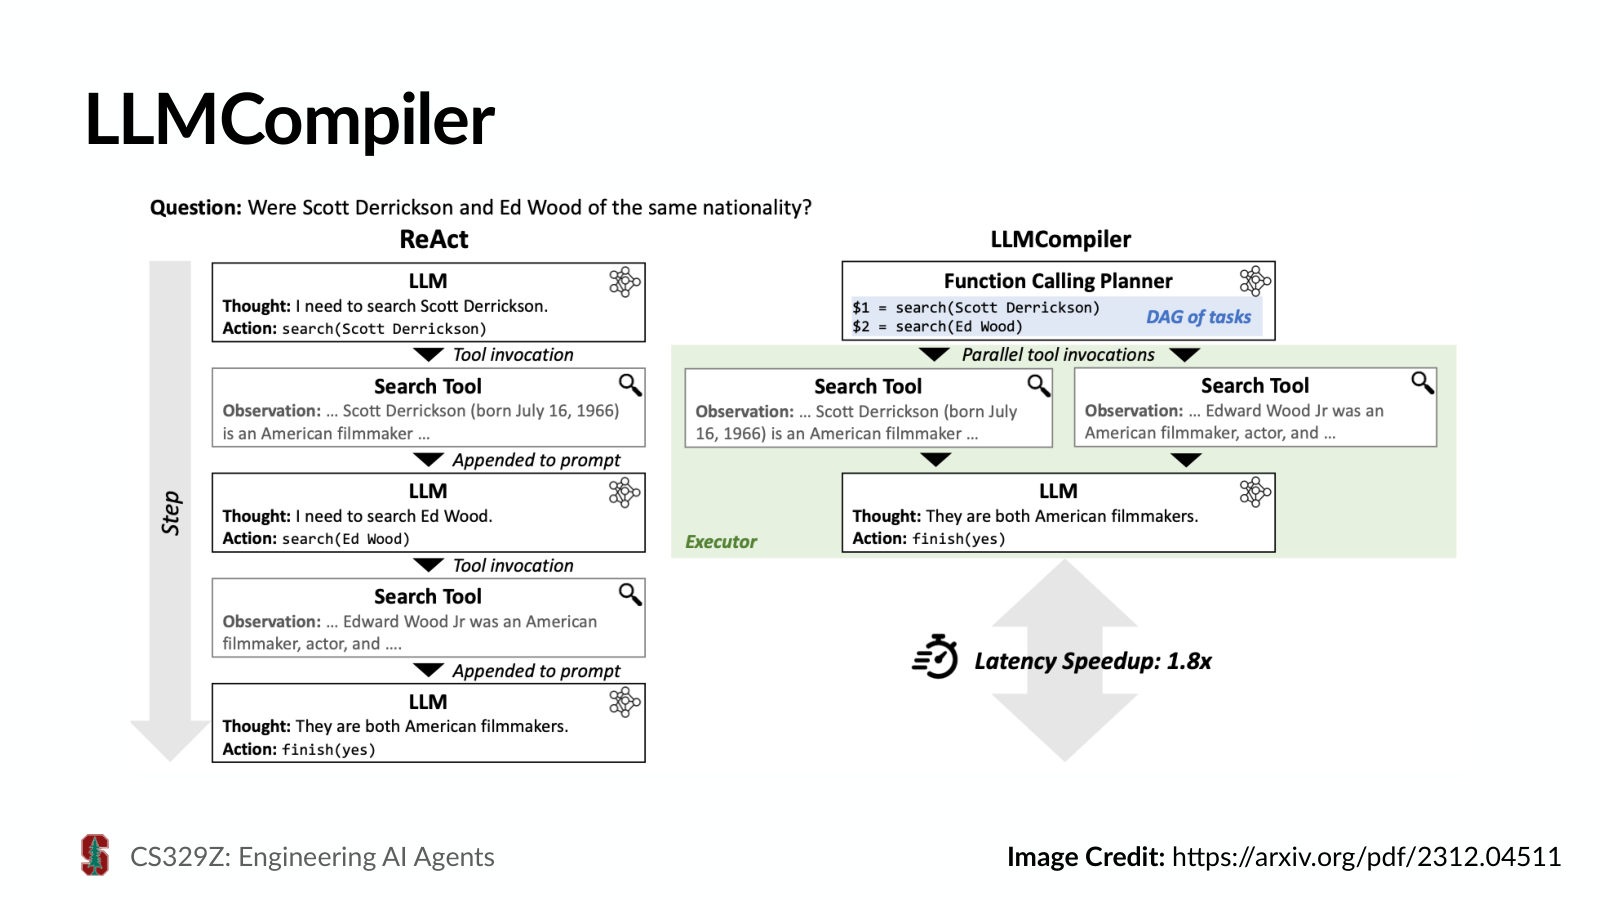 LLMCompiler
Question: Were Scott Derrickson and Ed Wood of the same nationality?
ReAct
Step
LLM
Thought: I need to search Scott Derrickson.
Action: search(Scott Derrickson)
Tool invocation
Search Tool
Observation: ... Scott Derrickson (born July 16, 1966)
is an American filmmaker ...
Appended to prompt
LLM
Thought: I need to search Ed Wood.
Action: search(Ed Wood)
Tool invocation
Search Tool
Observation: ... Edward Wood Jr was an American
filmmaker, actor, and ....
Appended to prompt
LLM
Thought: They are both American filmmakers.
Action: finish(yes)
LLMCompiler
Function Calling Planner
$1 = search(Scott Derrickson)
$2 = search(Ed Wood)
DAG of tasks
Parallel tool invocations
Search Tool
Observation: ... Scott Derrickson (born July
16, 1966) is an American filmmaker ...
Search Tool
Observation: ... Edward Wood Jr was an
American filmmaker, actor, and ...
LLM
Thought: They are both American filmmakers.
Action: finish(yes)
Executor
Latency Speedup: 1.8x
CS329Z: Engineering AI Agents
Image Credit: https://arxiv.org/pdf/2312.04511